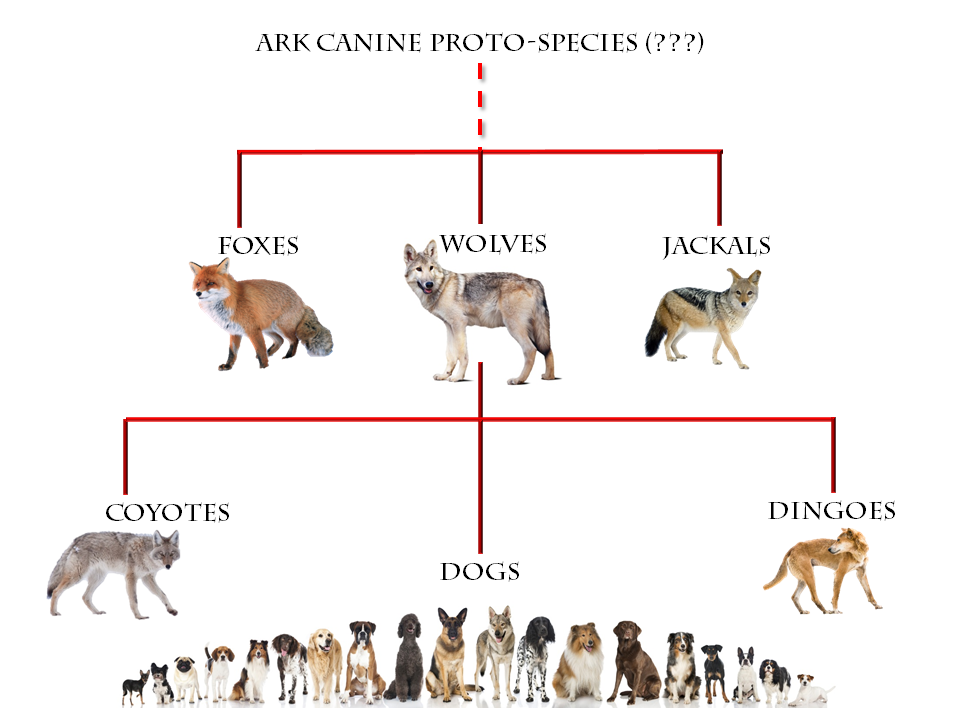 ARK CANINE PROTO-SPECIES (???)
FOXES
WOLVES
JACKALS
COYOTES
DINGOES
DOGS